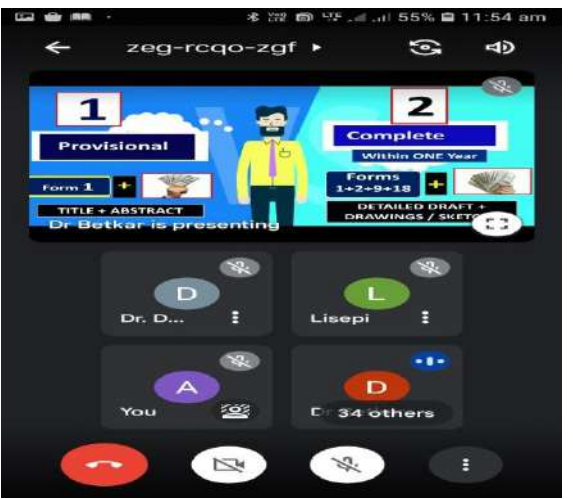 55% 11:54 am
zeg-rcqo-zgf
1
2
Provisional
Complete
Within ONE Year
Form 1 +
Forms
1+2+9+18 +
TITLE + ABSTRACT
DETAILED DRAFT +
DRAWINGS /
Dr Betkar is presenting
D
L
Dr. D...
Lisepi
A
D
You
34 others